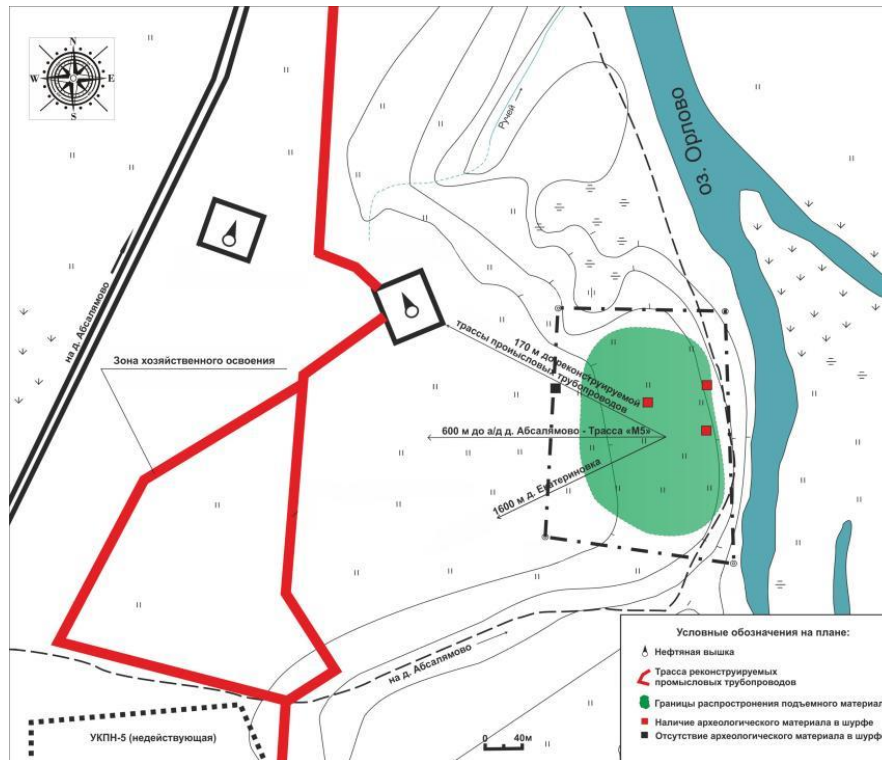 N
W
E
S
на д. Абсалямово
Ручей
оз. Орлово
Зона хозяйственного освоения
170 м до реконструируемой
трассы промысловых трубопроводов
600 м до а/д д. Абсалямово - Трасса «М5»
1600 м д. Екатериновка
на д. Абсалямово
УКПН-5 (недействующая)
0 40м
Условные обозначения на плане:
Нефтяная вышка
Трасса реконструируемых
промысловых трубопроводов
Границы распростронения подъемного материал
Наличие археологического материала в шурфе
Отсутствие археологического материала в шурфе